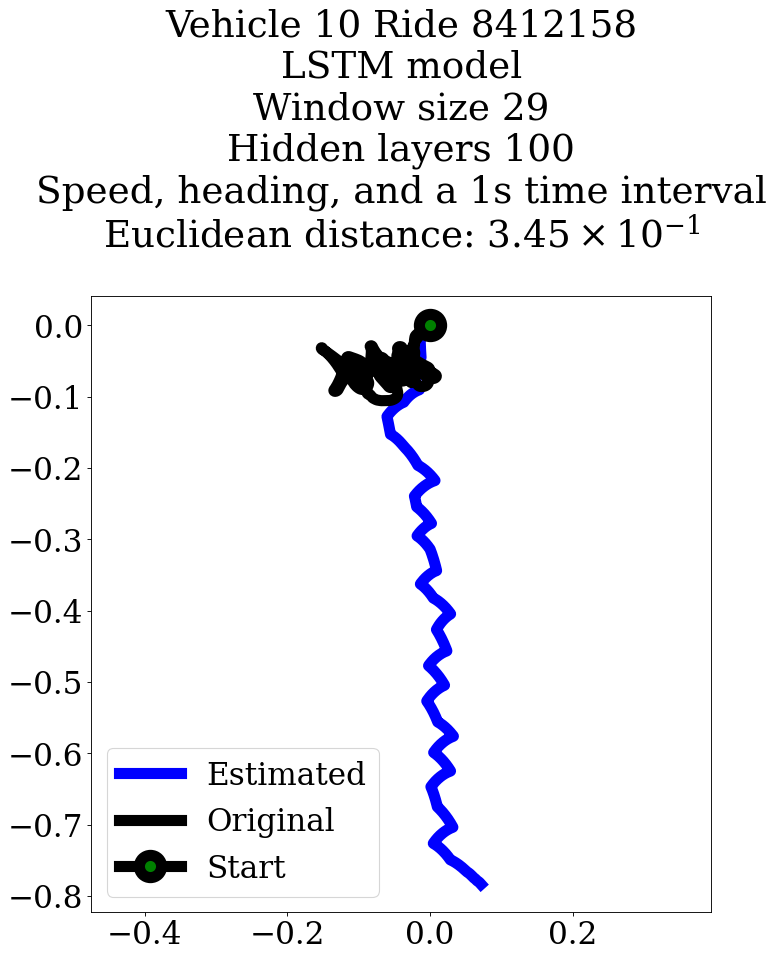 Vehicle 10 Ride 8412158
LSTM model
Window size 29
Hidden layers 100
Speed, heading, and a 1s time interval
Euclidean distance: 3.45 × 10⁻¹
0.0
−0.1
−0.2
−0.3
−0.4
−0.5
−0.6
−0.7
−0.8
Estimated
Original
Start
−0.4 −0.2 0.0 0.2